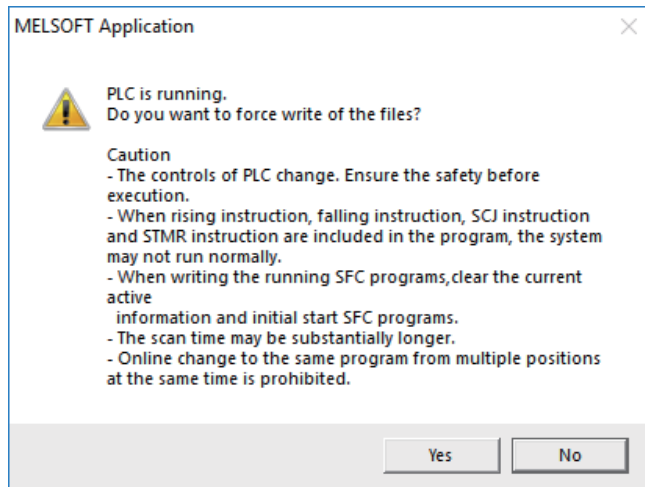 MELSOFT Application
PLC is running.
Do you want to force write of the files?
Caution
- The controls of PLC change. Ensure the safety before
execution.
- When rising instruction, falling instruction, SCJ instruction
and STMR instruction are included in the program, the system
may not run normally.
- When writing the running SFC programs,clear the current
active
information and initial start SFC programs.
- The scan time may be substantially longer.
- Online change to the same program from multiple positions
at the same time is prohibited.
Yes
No